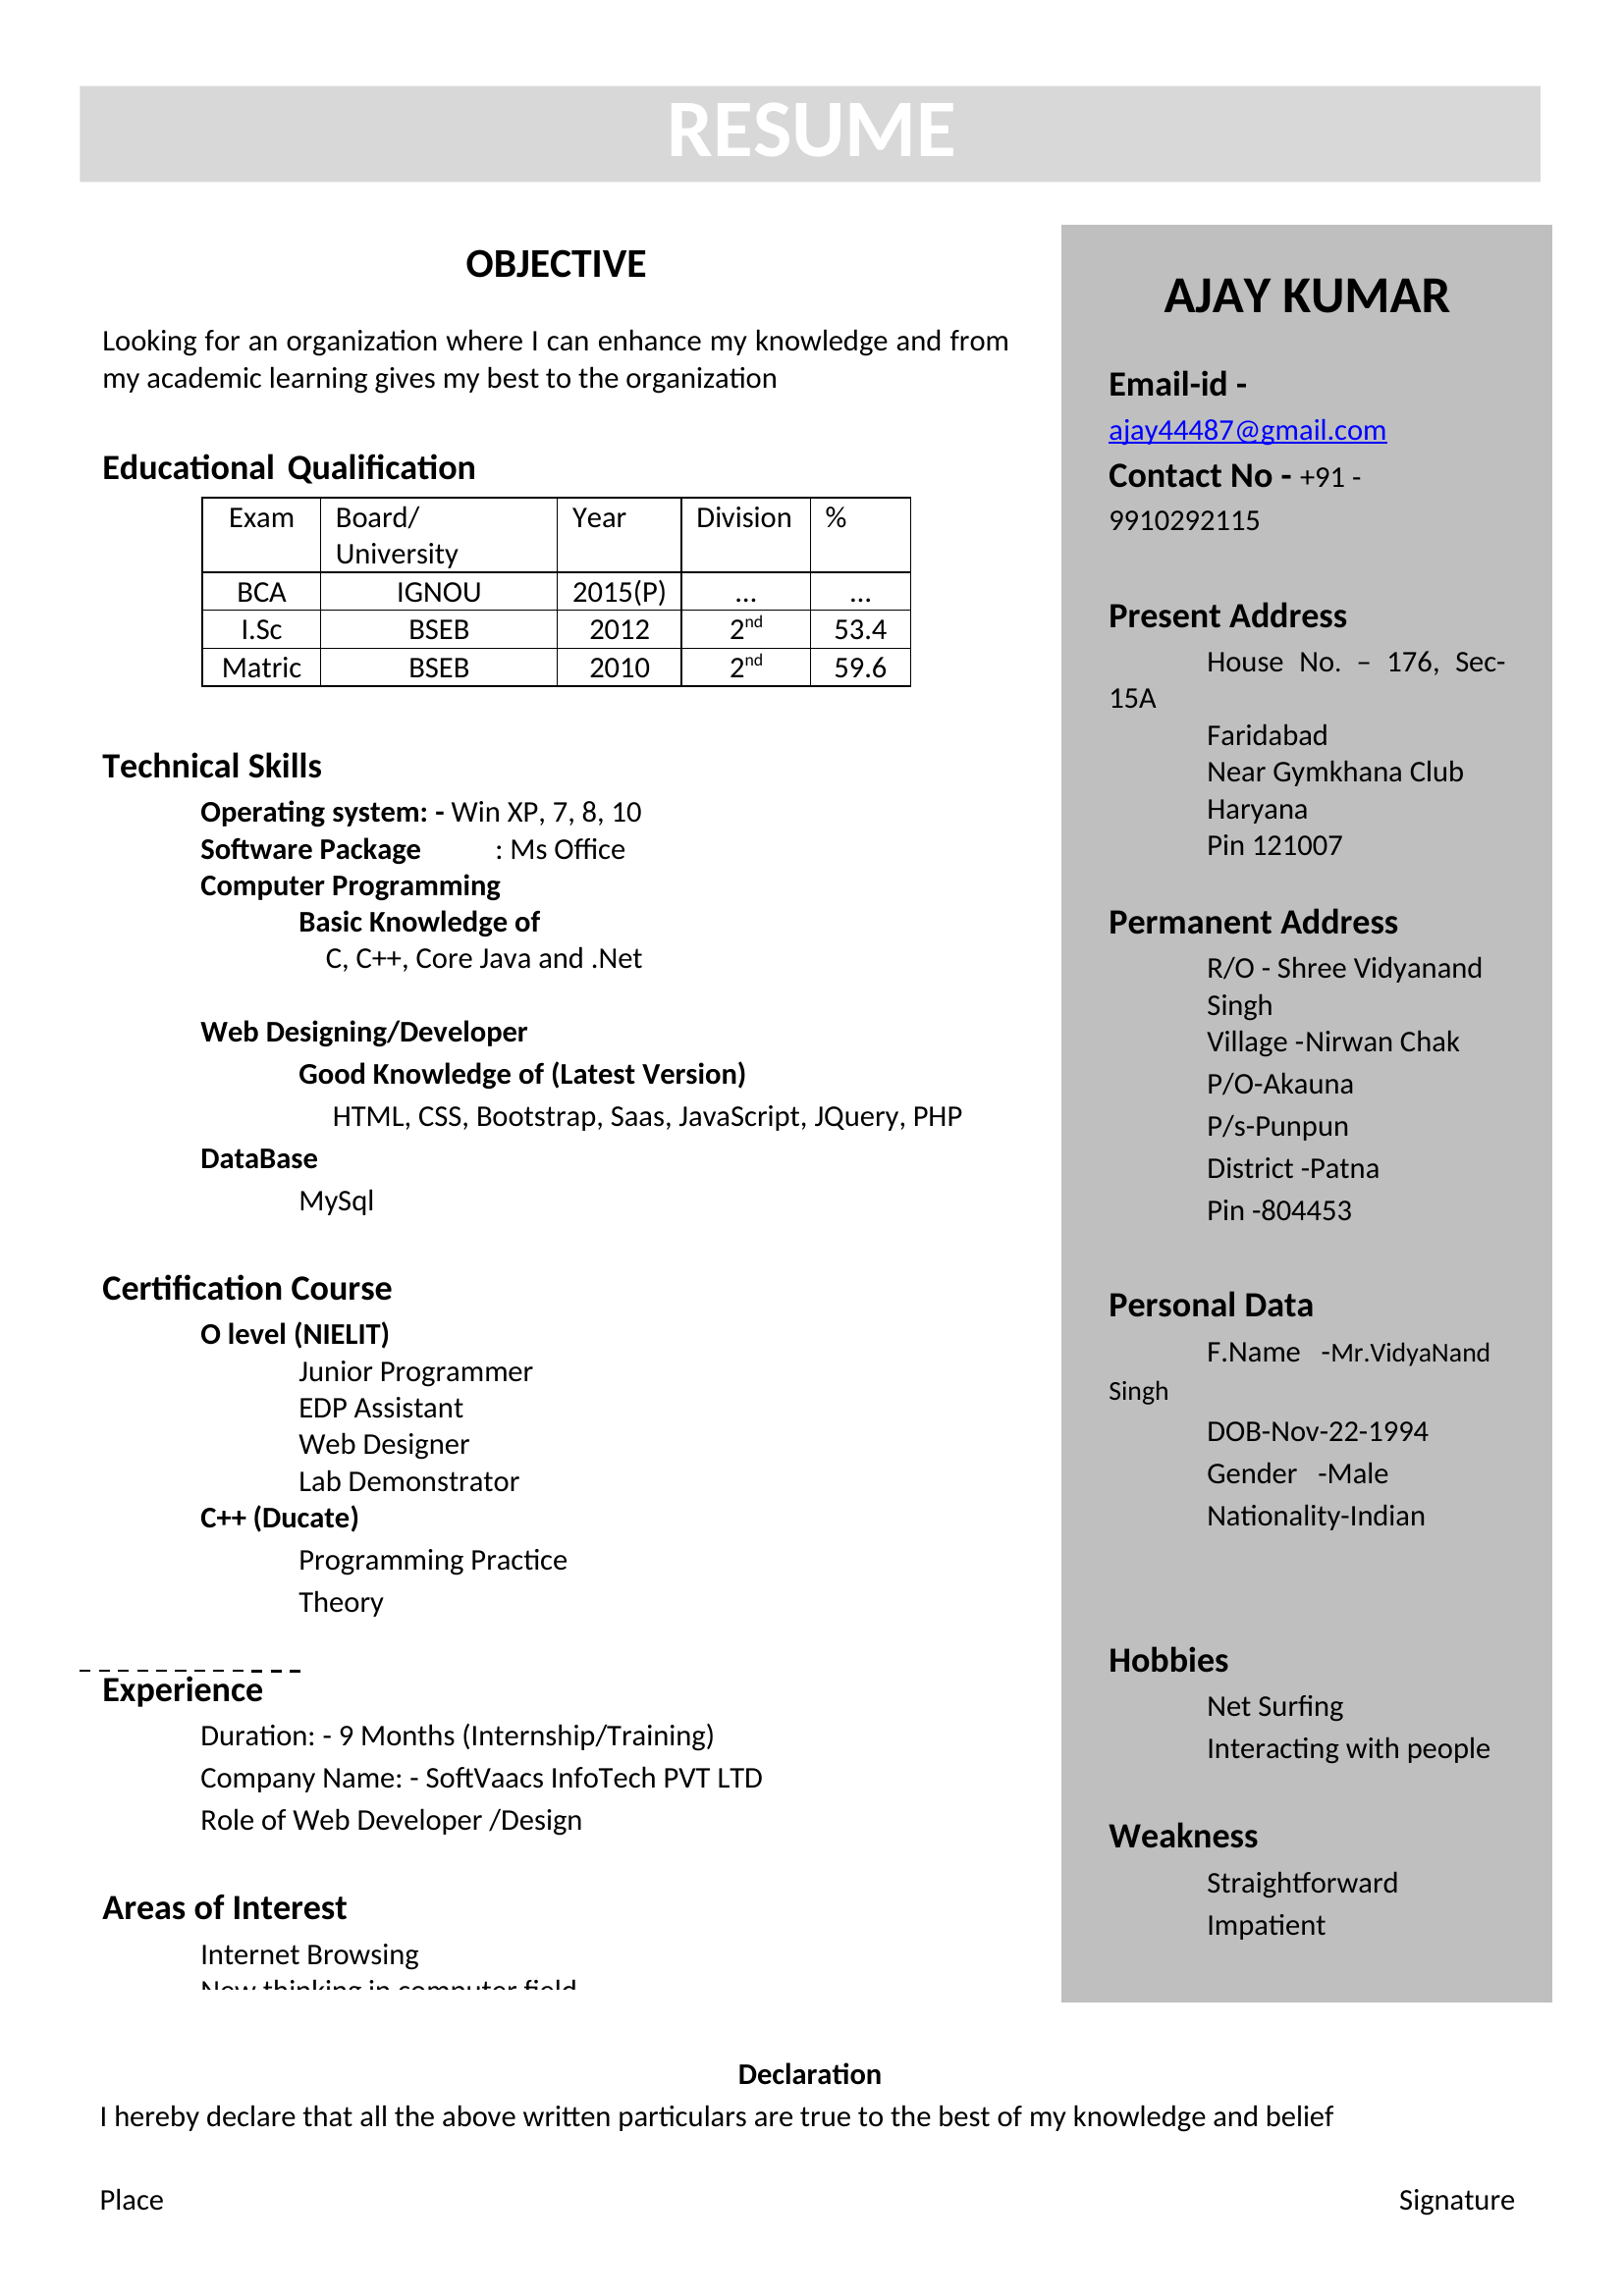 RESUME
OBJECTIVE
Looking for an organization where I can enhance my knowledge and from
my academic learning gives my best to the organization
Educational Qualification
Exam Board/ Year Division %
University
BCA IGNOU 2015(P) ... ...
I.Sc BSEB 2012 2nd 53.4
Matric BSEB 2010 2nd 59.6
Technical Skills
Operating system: - Win XP, 7, 8, 10
Software Package : Ms Office
Computer Programming
Basic Knowledge of
C, C++, Core Java and .Net
Web Designing/Developer
Good Knowledge of (Latest Version)
HTML, CSS, Bootstrap, Saas, JavaScript, JQuery, PHP
DataBase
MySql
Certification Course
O level (NIELIT)
Junior Programmer
EDP Assistant
Web Designer
Lab Demonstrator
C++ (Ducate)
Programming Practice
Theory
Experience
Duration: - 9 Months (Internship/Training)
Company Name: - SoftVaacs InfoTech PVT LTD
Role of Web Developer /Design
Areas of Interest
Internet Browsing
New thinking in computer field
AJAY KUMAR
Email-id -
ajay44487@gmail.com
Contact No - +91 -
9910292115
Present Address
House No. – 176, Sec-
15A
Faridabad
Near Gymkhana Club
Haryana
Pin 121007
Permanent Address
R/O - Shree Vidyanand
Singh
Village -Nirwan Chak
P/O-Akauna
P/s-Punpun
District -Patna
Pin -804453
Personal Data
F.Name -Mr.VidyaNand
Singh
DOB-Nov-22-1994
Gender -Male
Nationality-Indian
Hobbies
Net Surfing
Interacting with people
Weakness
Straightforward
Impatient
Declaration
I hereby declare that all the above written particulars are true to the best of my knowledge and belief
Place Signature